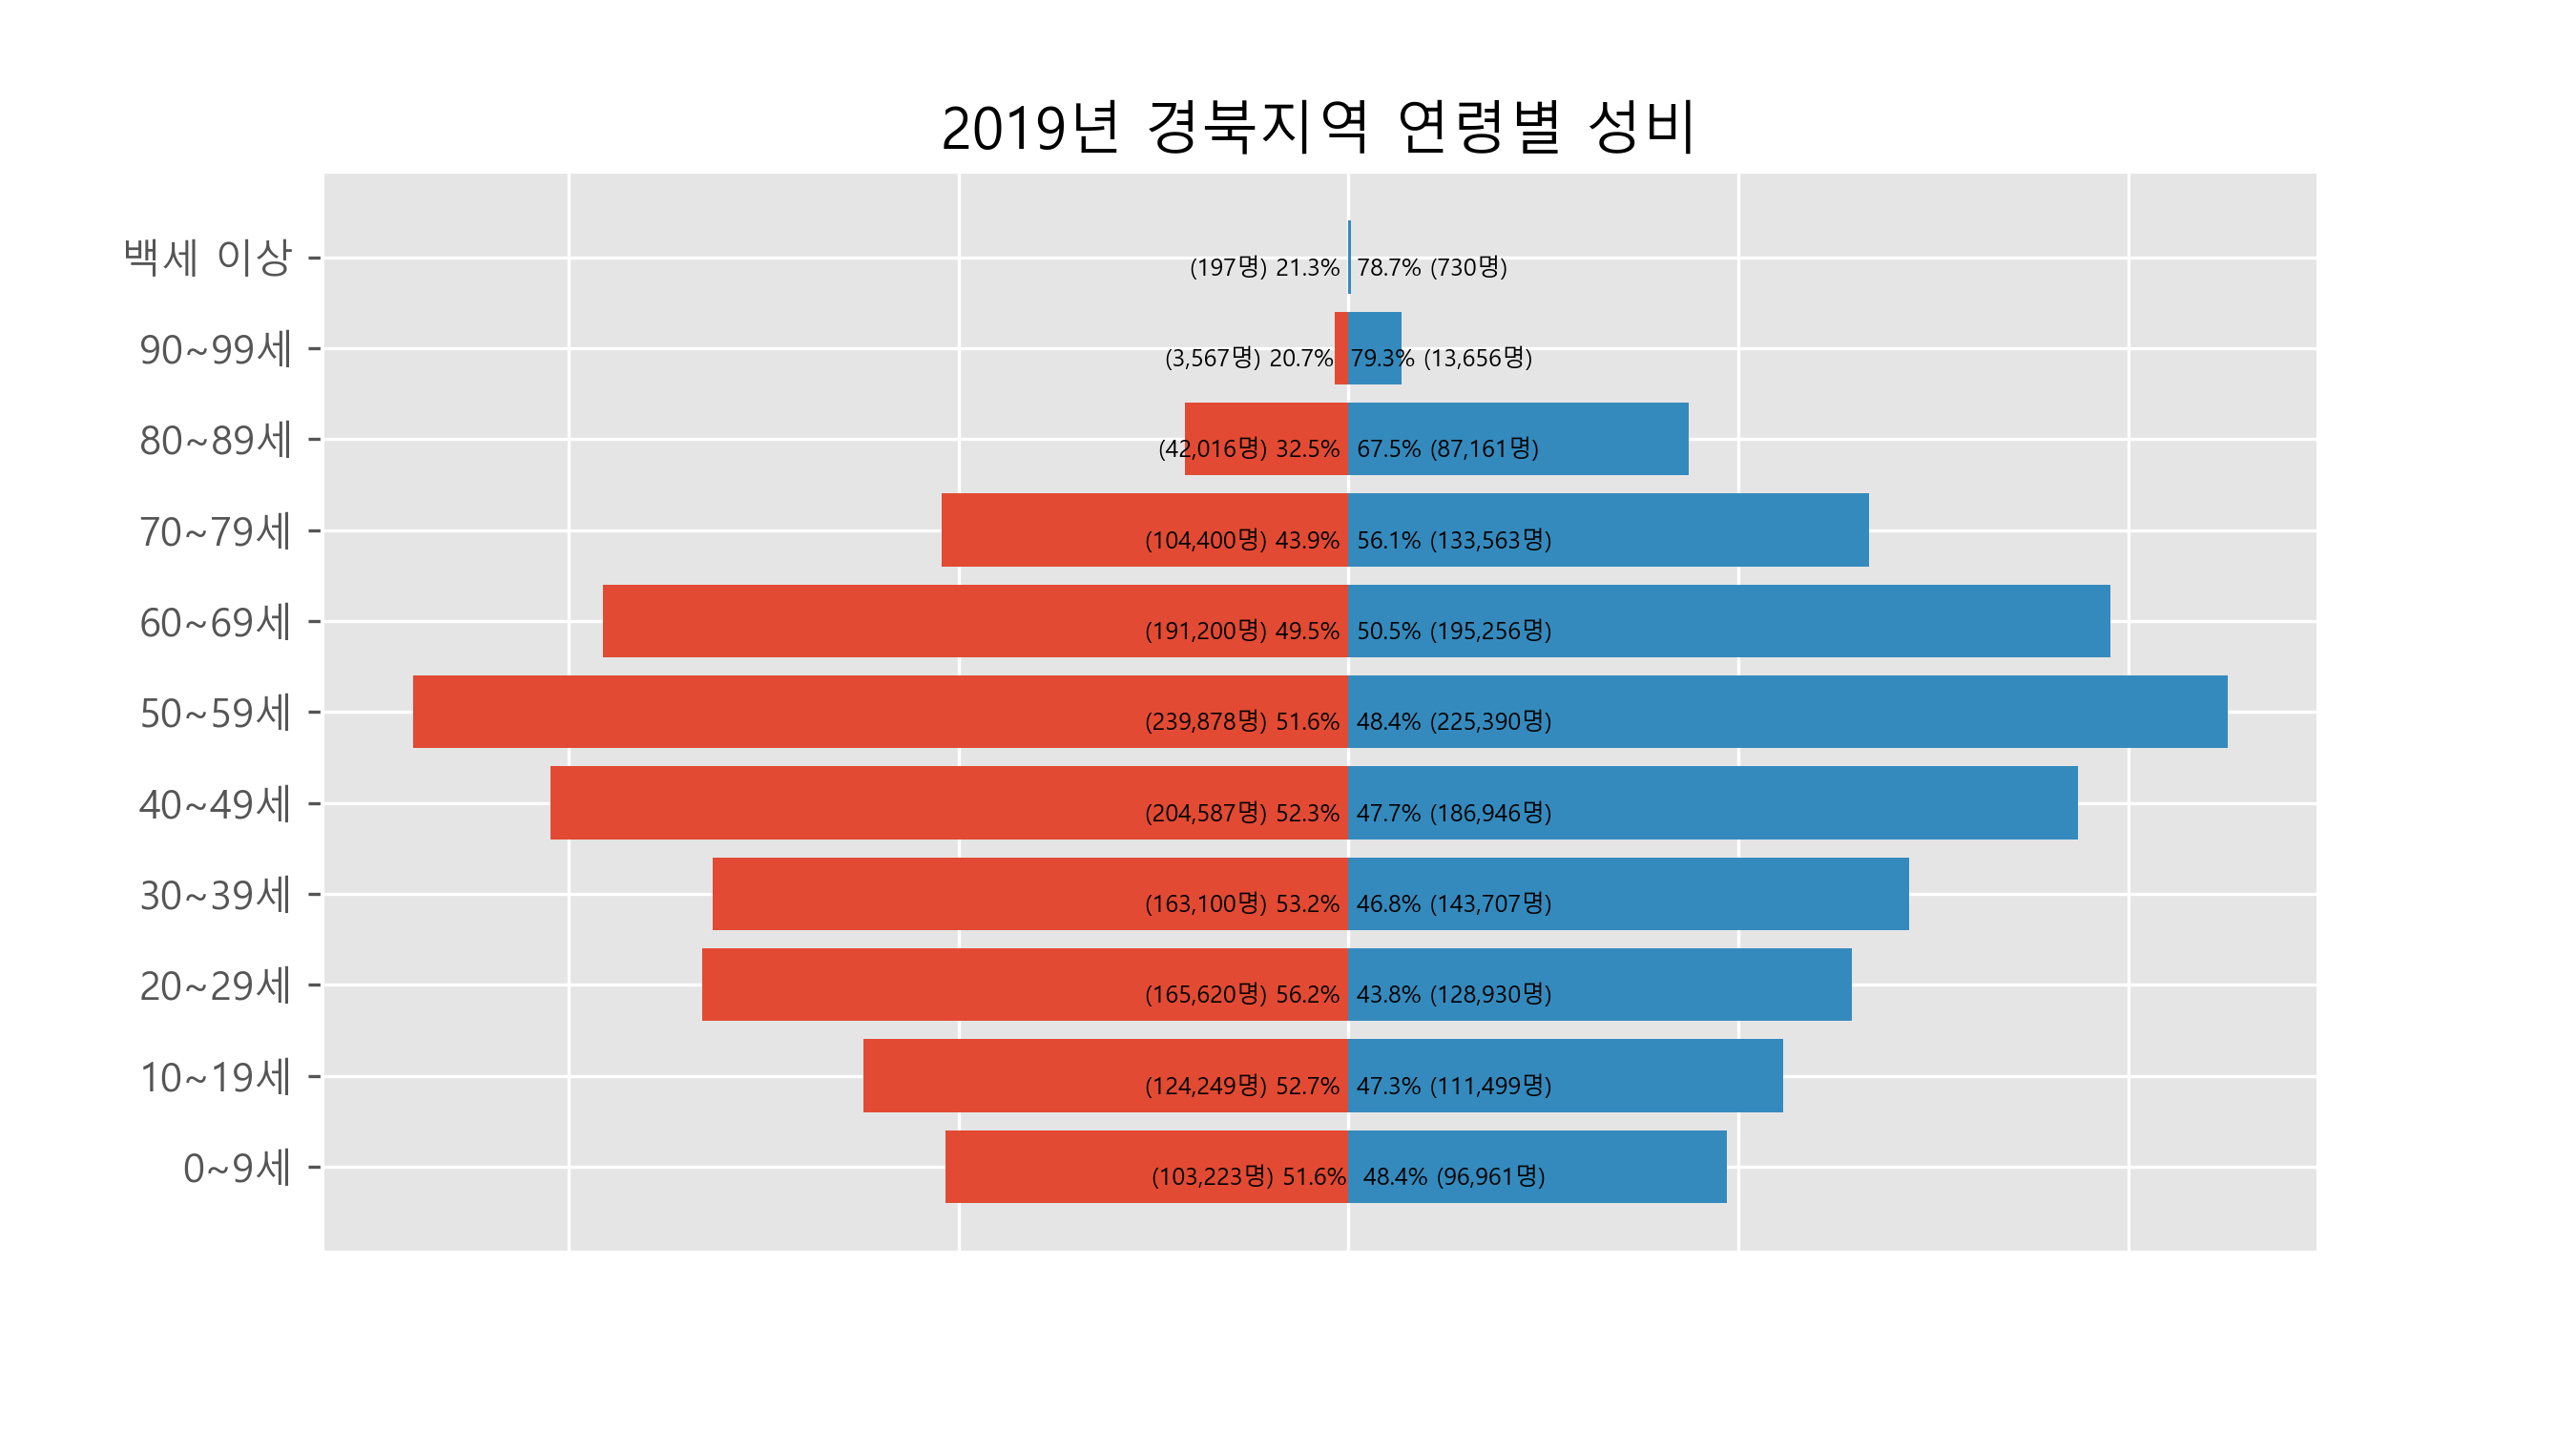 2019년 경북지역 연령별 성비
백세 이상 (197명) 21.3% 78.7% (730명)
90~99세 (3,567명) 20.7% 79.3% (13,656명)
80~89세 (42,016명) 32.5% 67.5% (87,161명)
70~79세 (104,400명) 43.9% 56.1% (133,563명)
60~69세 (191,200명) 49.5% 50.5% (195,256명)
50~59세 (239,878명) 51.6% 48.4% (225,390명)
40~49세 (204,587명) 52.3% 47.7% (186,946명)
30~39세 (163,100명) 53.2% 46.8% (143,707명)
20~29세 (165,620명) 56.2% 43.8% (128,930명)
10~19세 (124,249명) 52.7% 47.3% (111,499명)
0~9세 (103,223명) 51.6% 48.4% (96,961명)